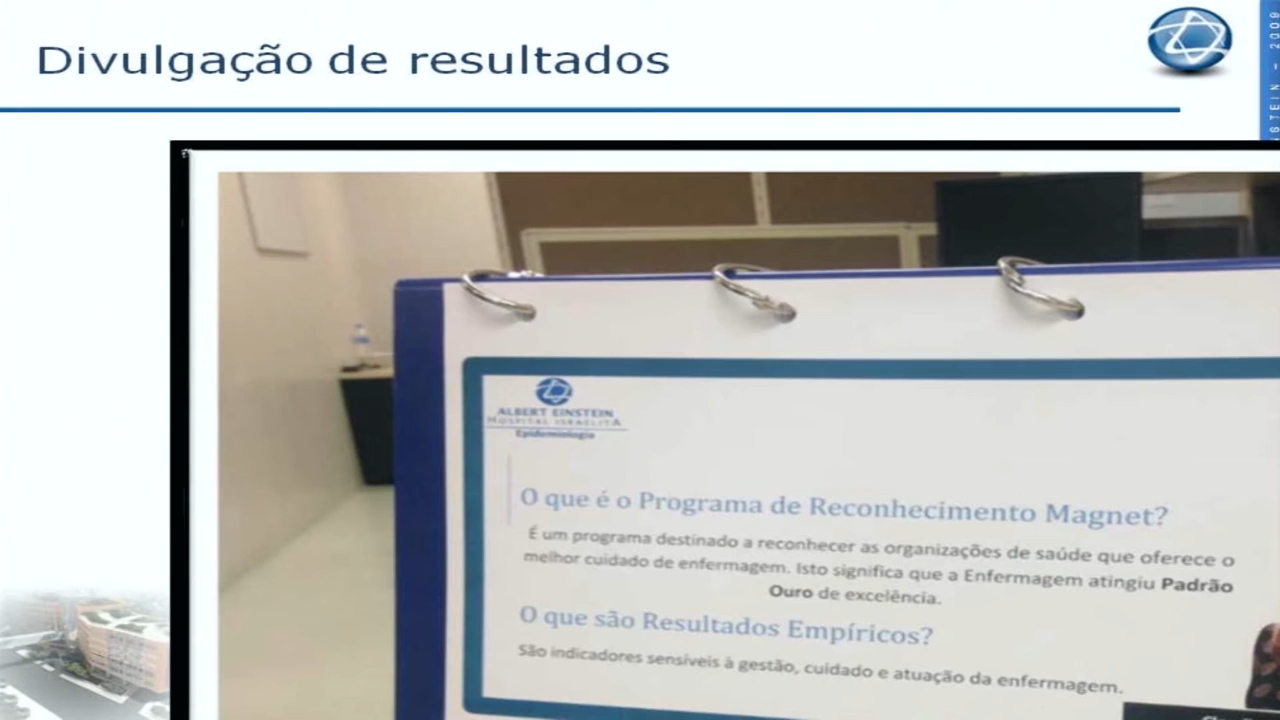 Divulgação de resultados
STEIN - 2009
ALBERT EINSTEIN
HOSPITAL ISRAELITA
Epidemiologia
O que é o Programa de Reconhecimento Magnet?
É um programa destinado a reconhecer as organizações de saúde que oferece o
melhor cuidado de enfermagem. Isto significa que a Enfermagem atingiu Padrão
Ouro de excelência.
O que são Resultados Empíricos?
São indicadores sensíveis à gestão, cuidado e atuação da enfermagem.